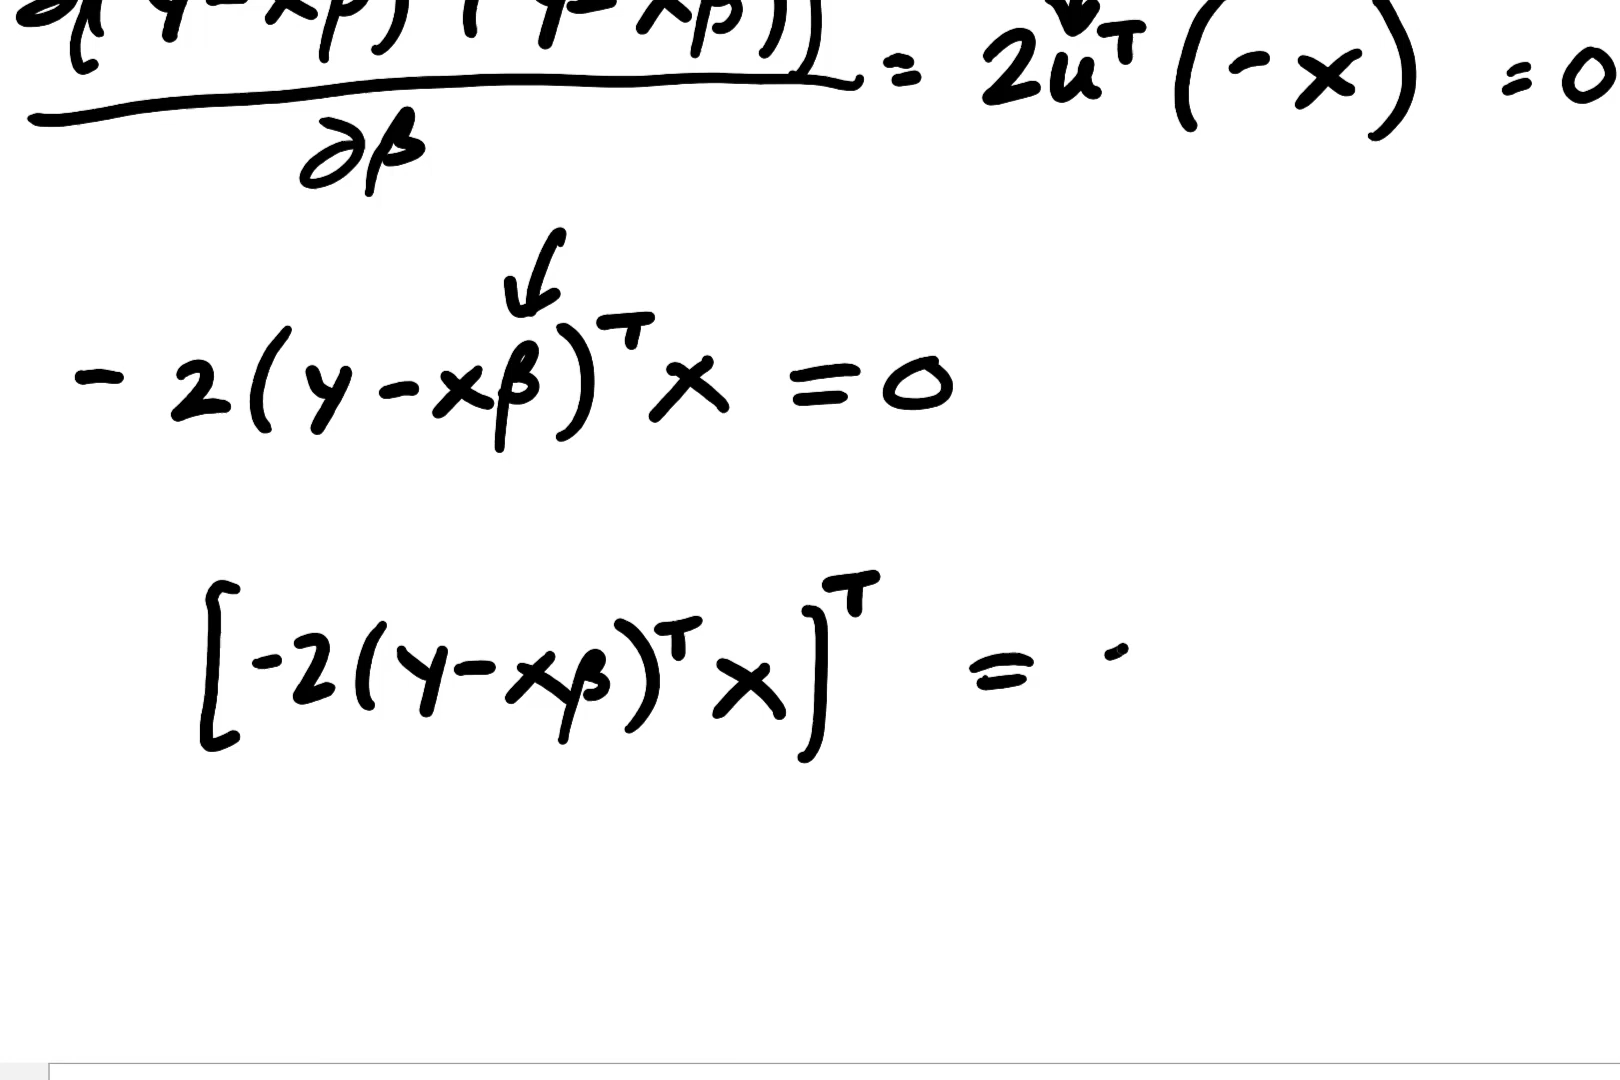 ∂((y-xβ)ᵀ(y-xβ)) / ∂β = 2uᵀ(-x) = 0
-2(y-xβ)ᵀx = 0
[-2(y-xβ)ᵀx]ᵀ = -